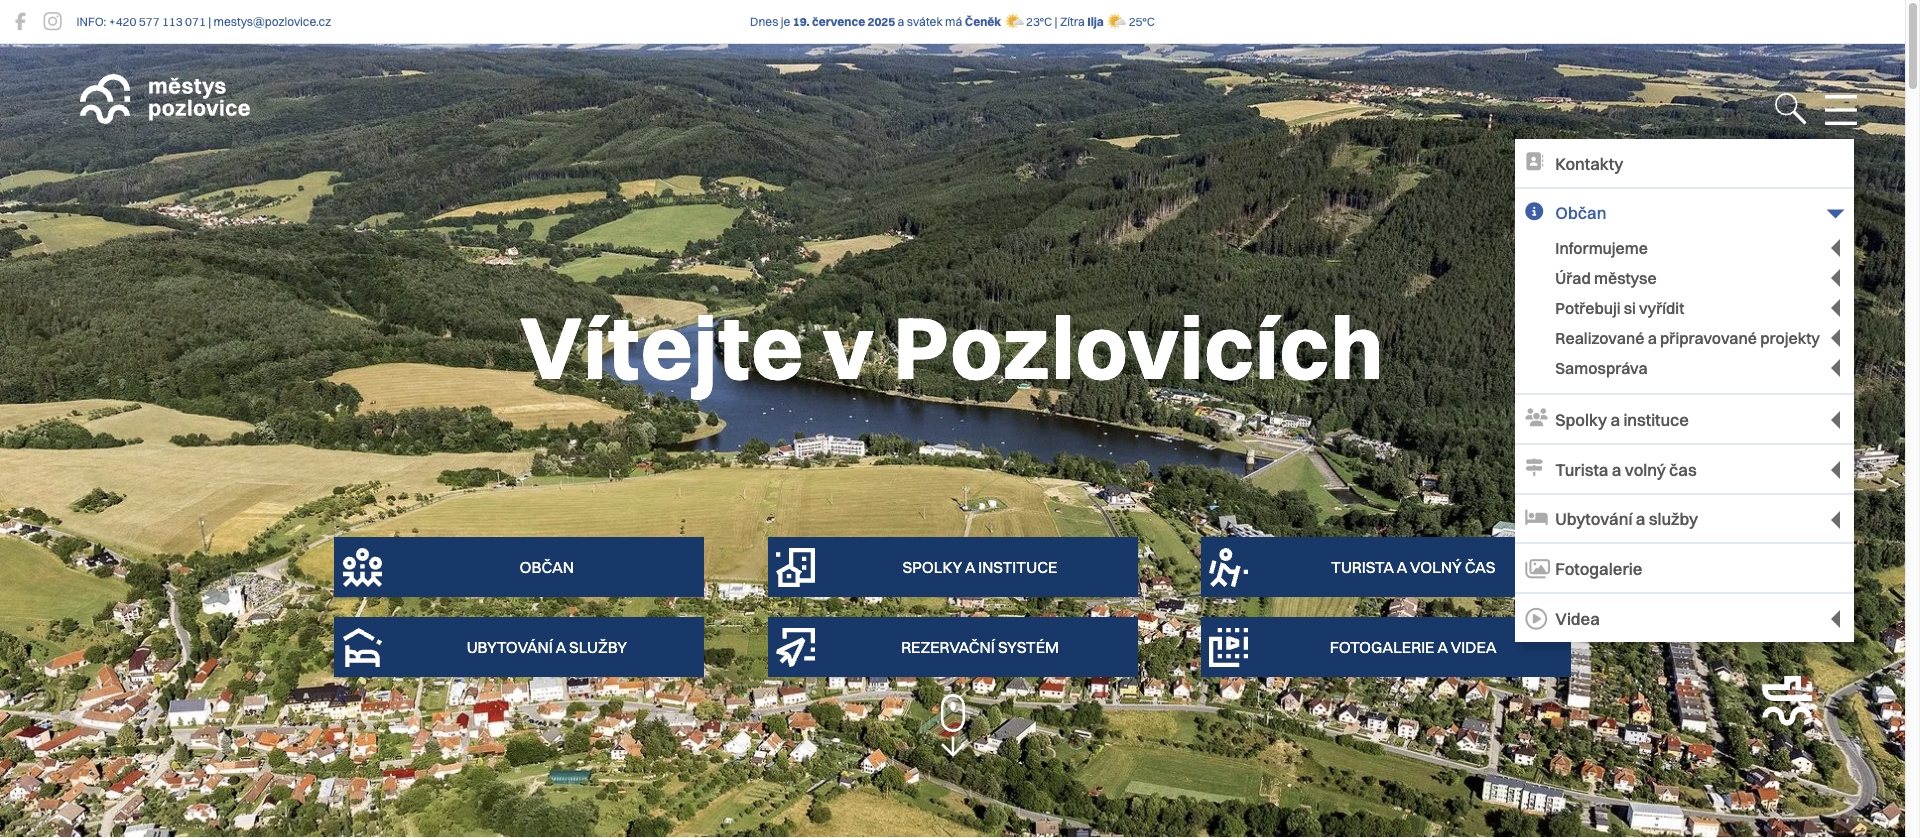 INFO: +420 577 113 071 | mestys@pozlovice.cz
Dnes je 19. července 2025 a svátek má Čeněk 23°C | Zítra Ilja 25°C
městys
pozlovice
Kontakty
Občan
Informujeme
Úřad městyse
Potřebuji si vyřídit
Realizované a připravované projekty
Samospráva
Spolky a instituce
Turista a volný čas
Ubytování a služby
Fotogalerie
Videa
Vítejte v Pozlovicích
OBČAN
SPOLKY A INSTITUCE
TURISTA A VOLNÝ ČAS
UBYTOVÁNÍ A SLUŽBY
REZERVAČNÍ SYSTÉM
FOTOGALERIE A VIDEA